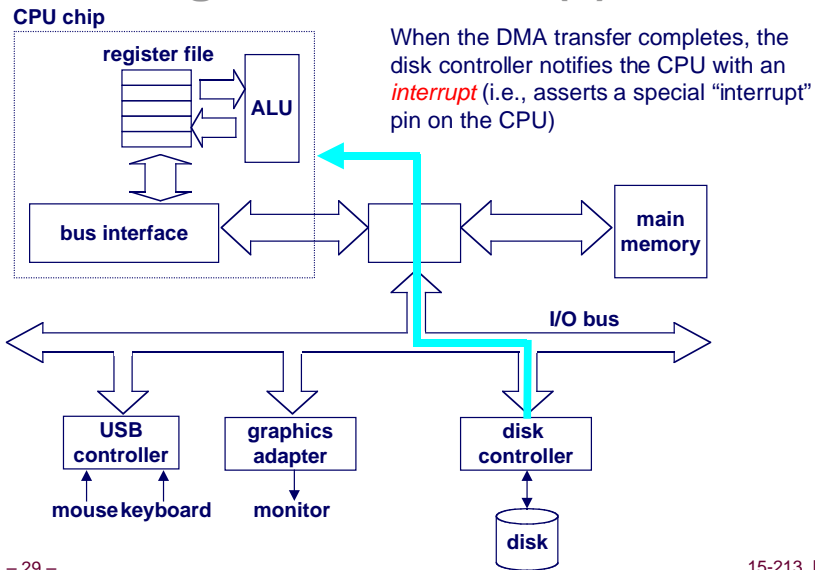 CPU chip
register file
ALU
When the DMA transfer completes, the
disk controller notifies the CPU with an
interrupt (i.e., asserts a special “interrupt”
pin on the CPU)
bus interface
main
memory
I/O bus
USB
controller
graphics
adapter
disk
controller
mouse keyboard
monitor
disk
– 29 –
15-213,